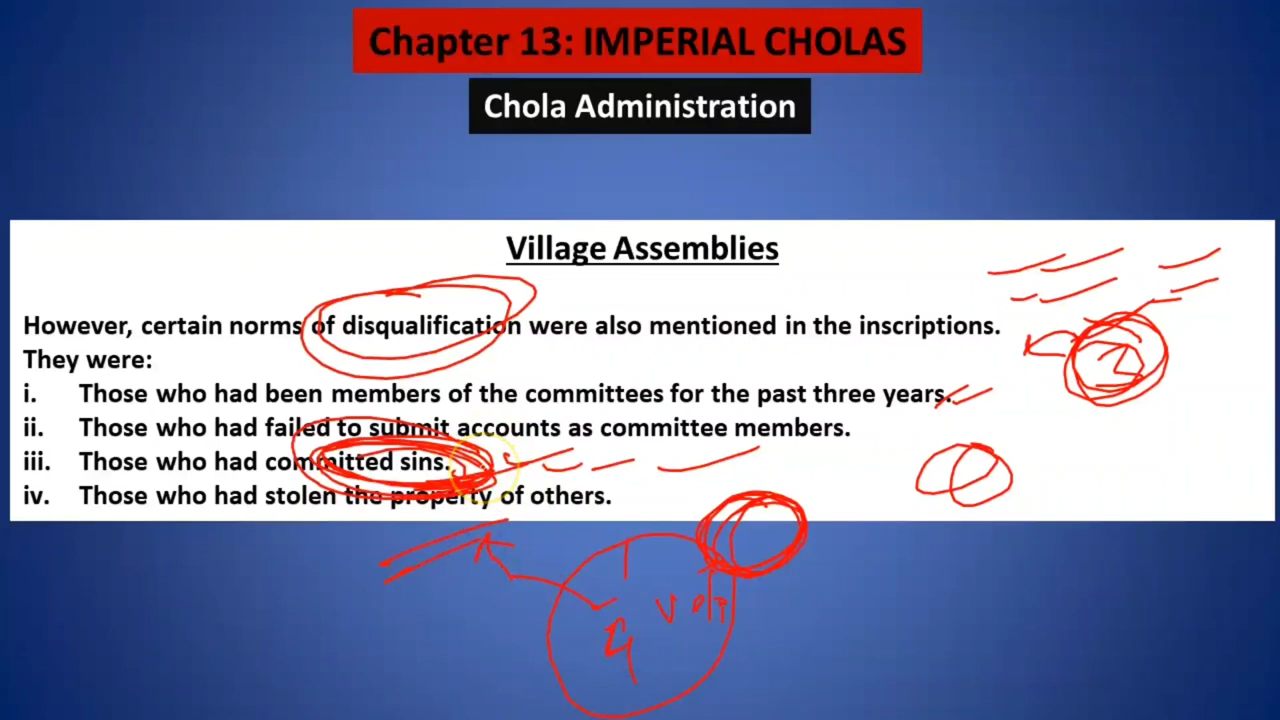 Chapter 13: IMPERIAL CHOLAS
Chola Administration
Village Assemblies
However, certain norms of disqualification were also mentioned in the inscriptions.
They were:
i. Those who had been members of the committees for the past three years.
ii. Those who had failed to submit accounts as committee members.
iii. Those who had committed sins.
iv. Those who had stolen the property of others.